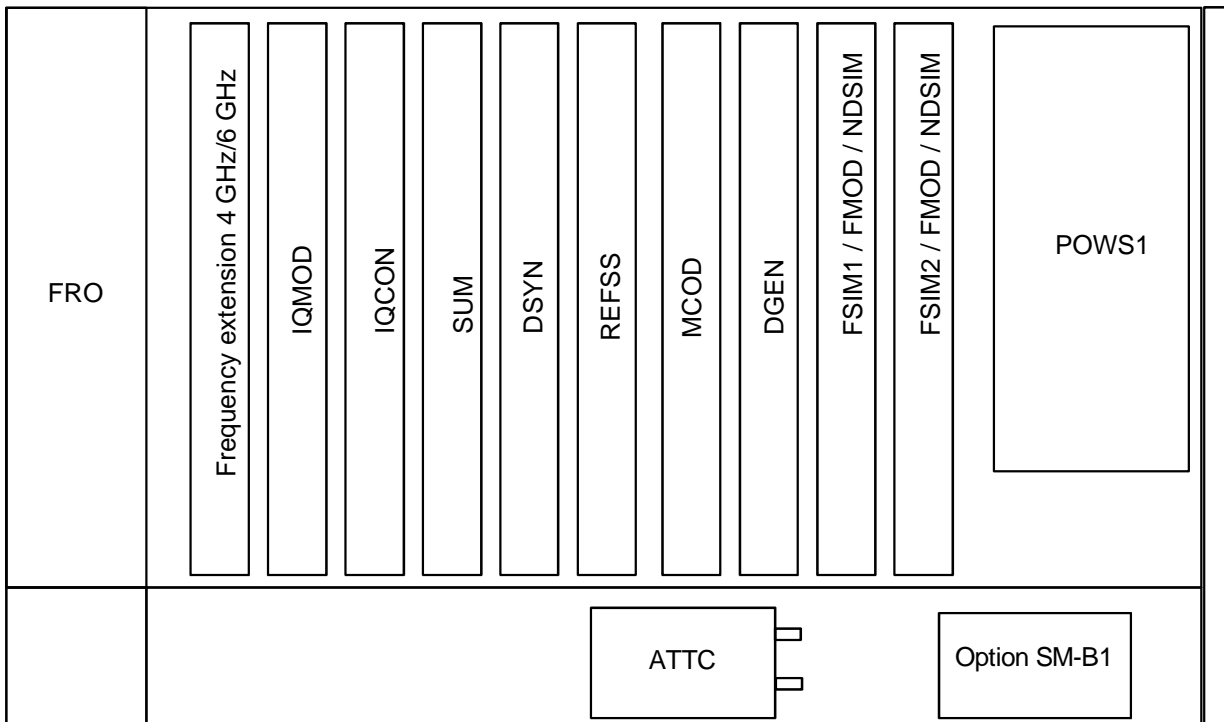 FRO
Frequency extension 4 GHz/6 GHz
IQMOD
IQCON
SUM
DSYN
REFSS
MCOD
DGEN
FSIM1 / FMOD / NDSIM
FSIM2 / FMOD / NDSIM
POWS1
ATTC
Option SM-B1